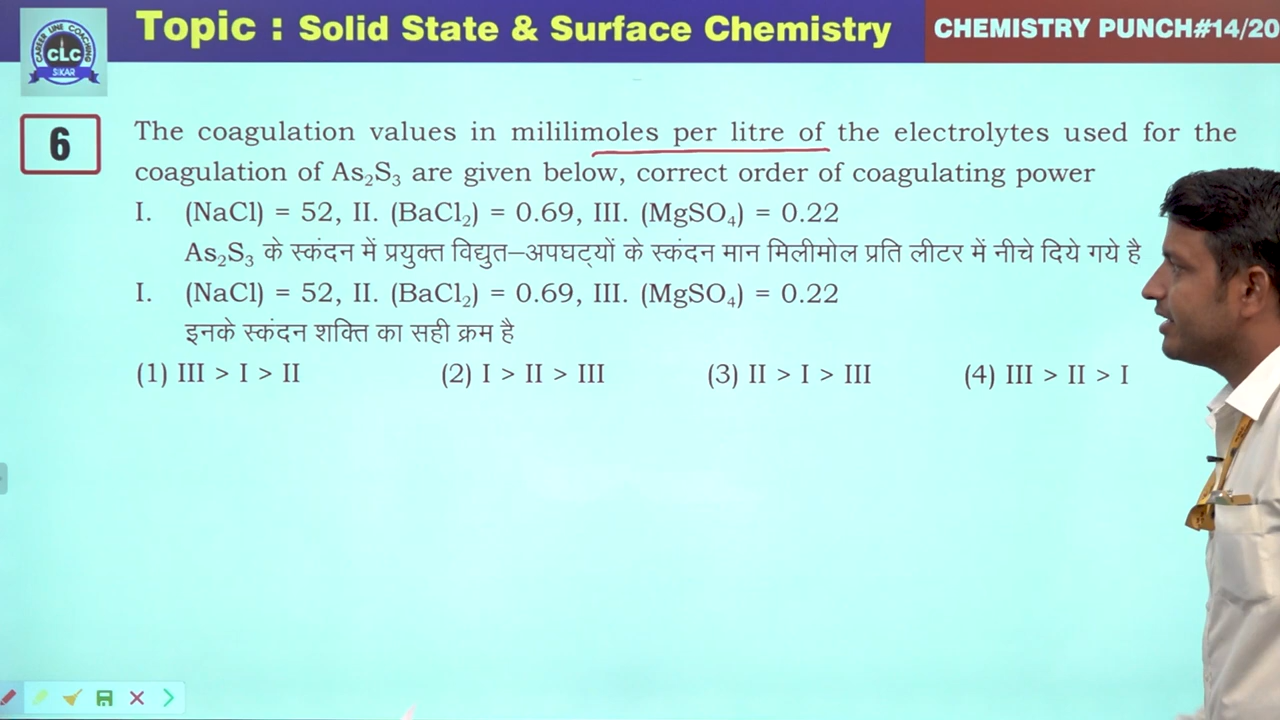 Topic : Solid State & Surface Chemistry
CHEMISTRY PUNCH#14/20
CAREER LINE COACHING
CLC
SIKAR
6
The coagulation values in mililimoles per litre of the electrolytes used for the
coagulation of As₂S₃ are given below, correct order of coagulating power
I. (NaCl) = 52, II. (BaCl₂) = 0.69, III. (MgSO₄) = 0.22
As₂S₃ के स्कंदन में प्रयुक्त विद्युत–अपघट्यों के स्कंदन मान मिलीमोल प्रति लीटर में नीचे दिये गये है
I. (NaCl) = 52, II. (BaCl₂) = 0.69, III. (MgSO₄) = 0.22
इनके स्कंदन शक्ति का सही क्रम है
(1) III > I > II (2) I > II > III (3) II > I > III (4) III > II > I